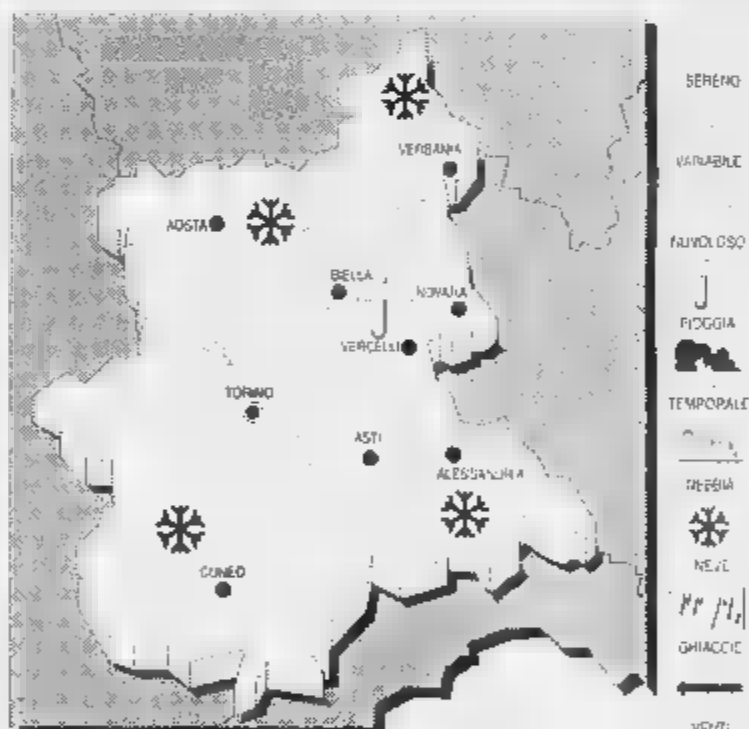 SERENO
VERBANIA
VARIABILE
AOSTA
NUVOLOSO
BIELLA
NOVARA
PIOGGIA
VERCELLI
TORINO
TEMPORALE
ASTI
ALESSANDRIA
NEBBIA
CUNEO
NEVE
GHIACCIO
VENTI